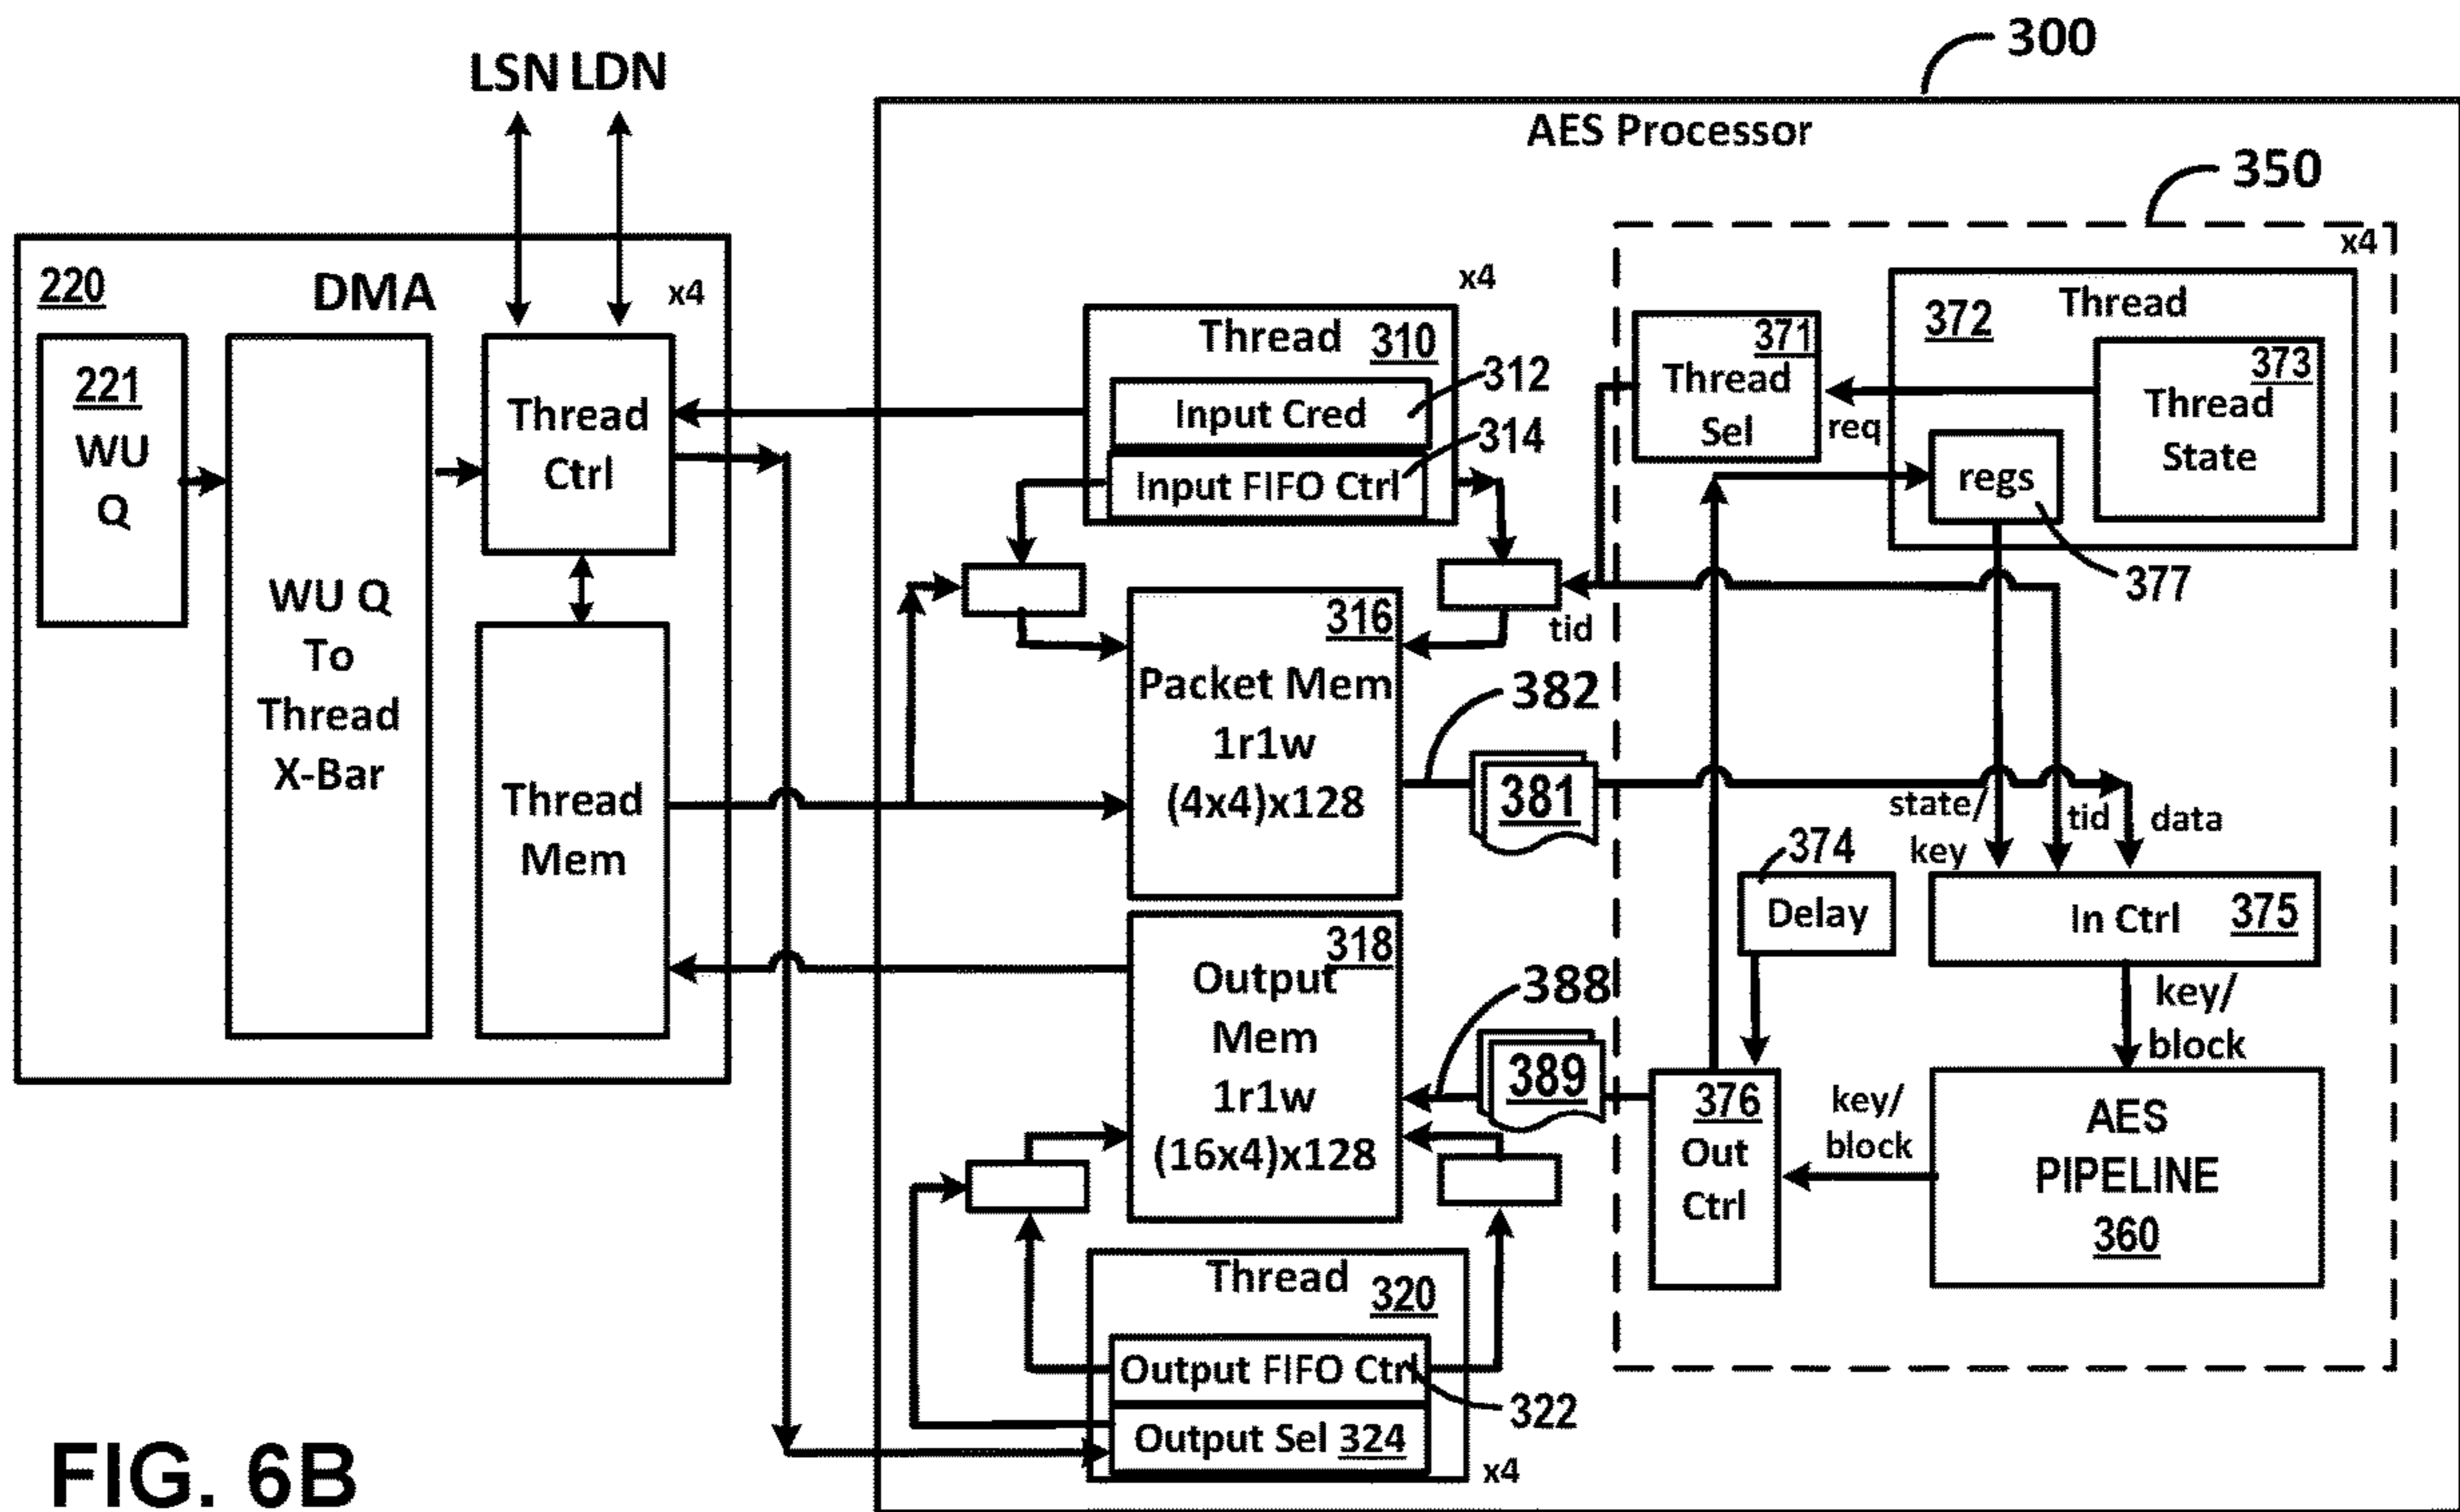 300
LSN LDN
AES Processor
350
x4
220
DMA
x4
221
WU
Q
WU Q
To
Thread
X-Bar
Thread
Ctrl
Thread
Mem
x4
Thread 310
Input Cred
312
Input FIFO Ctrl
314
371
Thread
Sel
req
372
Thread
373
Thread
State
regs
377
tid
316
Packet Mem
1r1w
(4x4)x128
382
381
state/
key
tid
data
374
Delay
In Ctrl 375
key/
block
318
Output
Mem
1r1w
(16x4)x128
388
389
376
Out
Ctrl
key/
block
AES
PIPELINE
360
Thread 320
Output FIFO Ctrl
322
Output Sel 324
x4
FIG. 6B